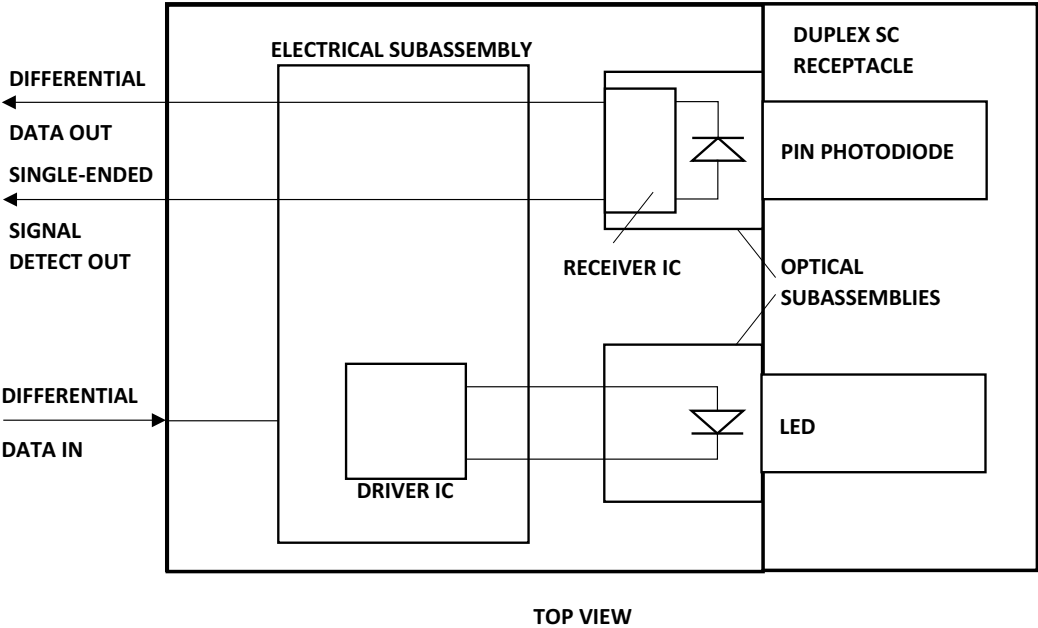 ELECTRICAL SUBASSEMBLY
DUPLEX SC
RECEPTACLE
DIFFERENTIAL
DATA OUT
SINGLE-ENDED
SIGNAL
DETECT OUT
PIN PHOTODIODE
RECEIVER IC
OPTICAL
SUBASSEMBLIES
DIFFERENTIAL
DATA IN
DRIVER IC
LED
TOP VIEW